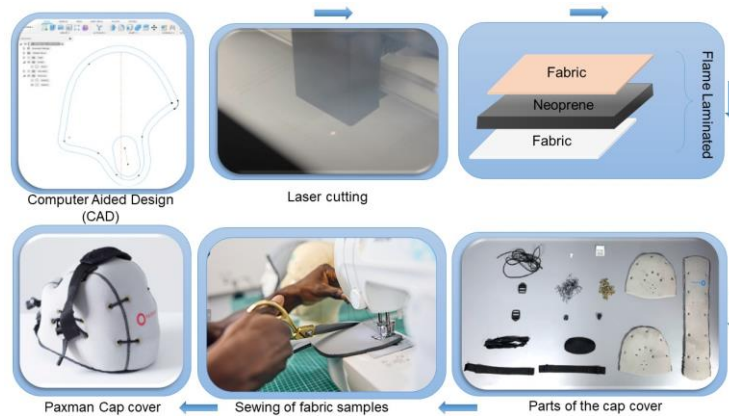 Computer Aided Design
(CAD)
Laser cutting
Fabric
Neoprene
Fabric
Flame Laminated
Paxman Cap cover
Sewing of fabric samples
Parts of the cap cover